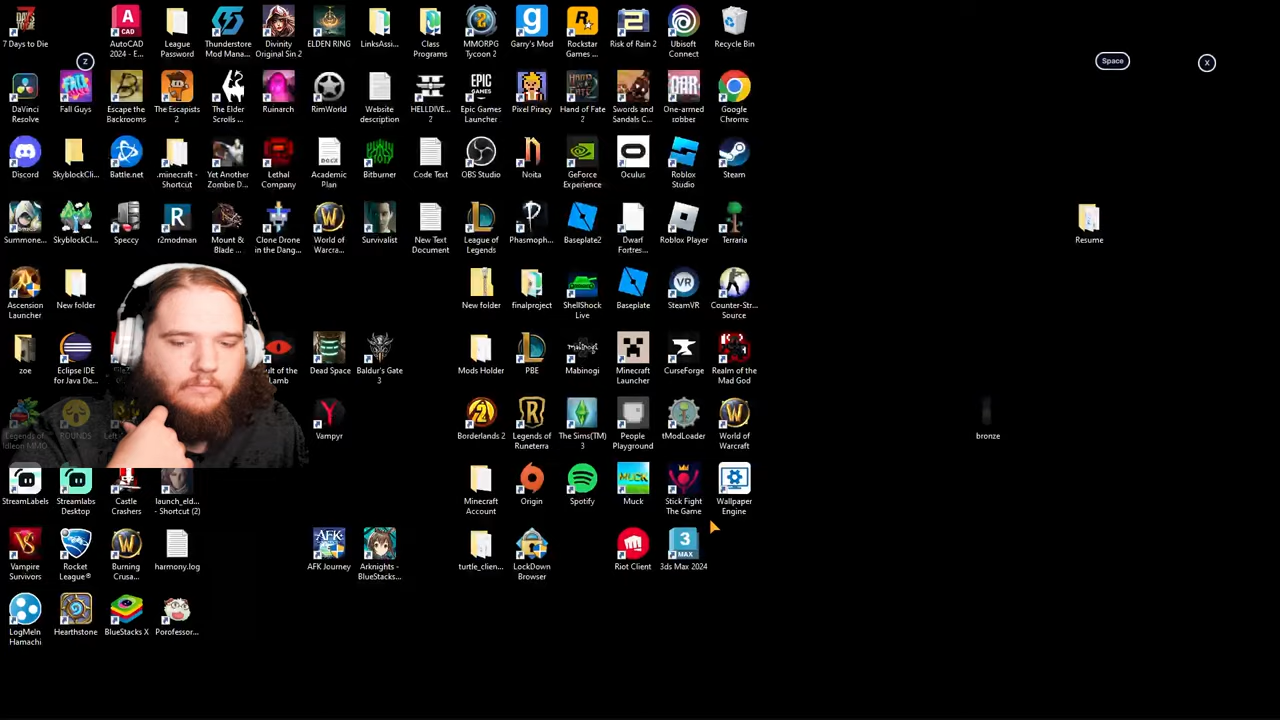 7 Days to Die
AutoCAD
2024 - E...
League
Password
Thunderstore
Mod Mana...
Divinity
Original Sin 2
ELDEN RING
LinksAssi...
Class
Programs
MMORPG
Tycoon 2
Garry's Mod
Rockstar
Games ...
Risk of Rain 2
Ubisoft
Connect
Recycle Bin
Z
Space
X
DaVinci
Resolve
Fall Guys
Escape the
Backrooms
The Escapists
2
The Elder
Scrolls ...
Ruinarch
RimWorld
Website
description
HELLDIVE...
2
Epic Games
Launcher
Pixel Piracy
Hand of Fate
2
Swords and
Sandals C...
One-armed
robber
Google
Chrome
Discord
SkyblockCli...
Battle.net
.minecraft -
Shortcut
Yet Another
Zombie D...
Lethal
Company
Academic
Plan
Bitburner
Code Text
OBS Studio
Noita
GeForce
Experience
Oculus
Roblox
Studio
Steam
Summone...
SkyblockCl...
Speccy
r2modman
Mount &
Blade ...
Clone Drone
in the Dang...
World of
Warcra...
Survivalist
New Text
Document
League of
Legends
Phasmoph...
Baseplate2
Dwarf
Fortres...
Roblox Player
Terraria
Resume
Ascension
Launcher
New folder
New folder
finalproject
ShellShock
Live
Baseplate
SteamVR
Counter-Str...
Source
zoe
Eclipse IDE
for Java De...
ult of the
Lamb
Dead Space
Baldur's Gate
3
Mods Holder
PBE
Mabinogi
Minecraft
Launcher
CurseForge
Realm of the
Mad God
Legends of
Idleon MMO
POUNDS
Left
Vampyr
Borderlands 2
Legends of
Runeterra
The Sims(TM)
3
People
Playground
tModLoader
World of
Warcraft
bronze
StreamLabels
Streamlabs
Desktop
Castle
Crashers
launch_eld...
- Shortcut (2)
Minecraft
Account
Origin
Spotify
Muck
Stick Fight
The Game
Wallpaper
Engine
Vampire
Survivors
Rocket
League®
Burning
Crusa...
harmony.log
AFK Journey
Arknights -
BlueStacks...
turtle_clien...
LockDown
Browser
Riot Client
3ds Max 2024
LogMeIn
Hamachi
Hearthstone
BlueStacks X
Porofessor...